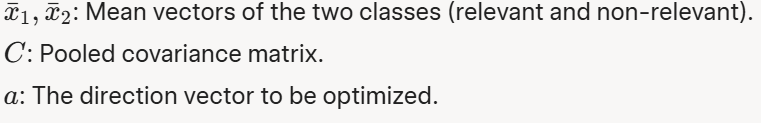 x̄₁, x̄₂: Mean vectors of the two classes (relevant and non-relevant).
C: Pooled covariance matrix.
a: The direction vector to be optimized.